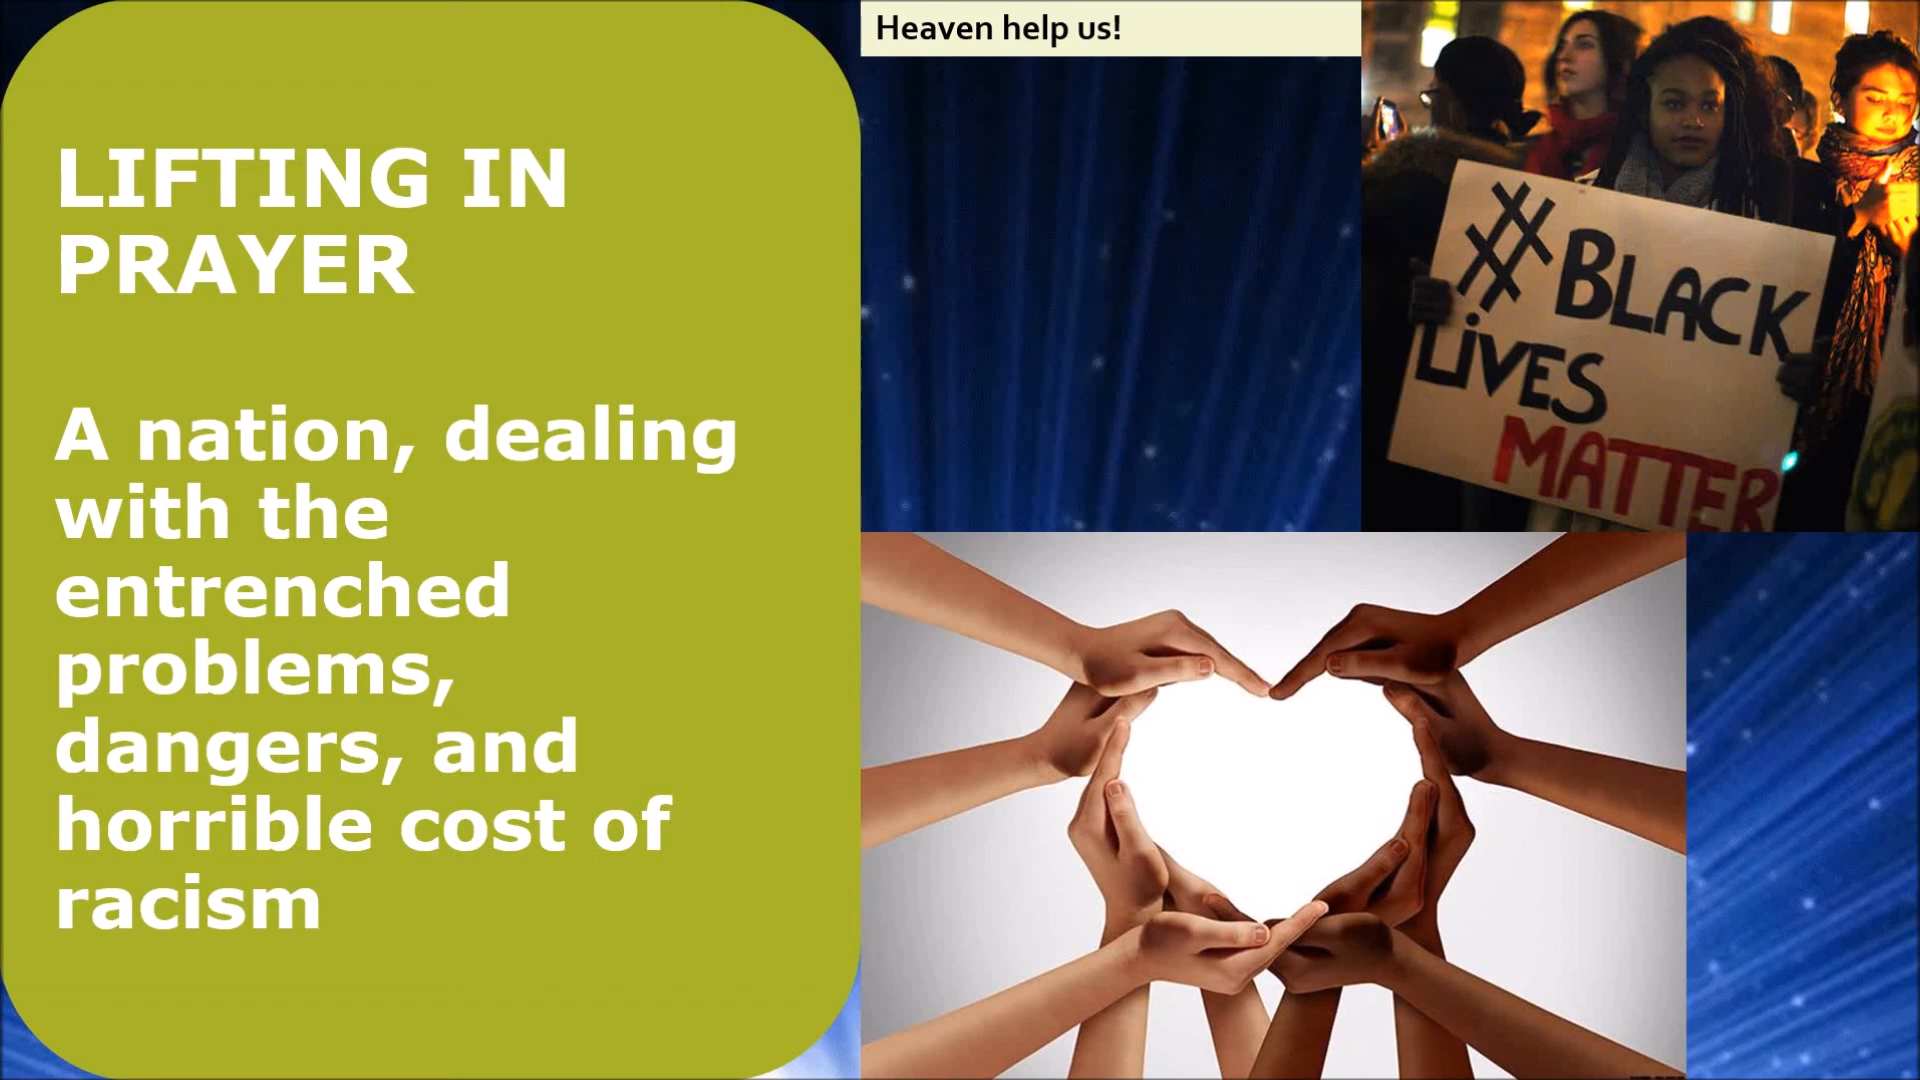 LIFTING IN
PRAYER
A nation, dealing
with the
entrenched
problems,
dangers, and
horrible cost of
racism
Heaven help us!
#BLACK
LiVES
MATTER